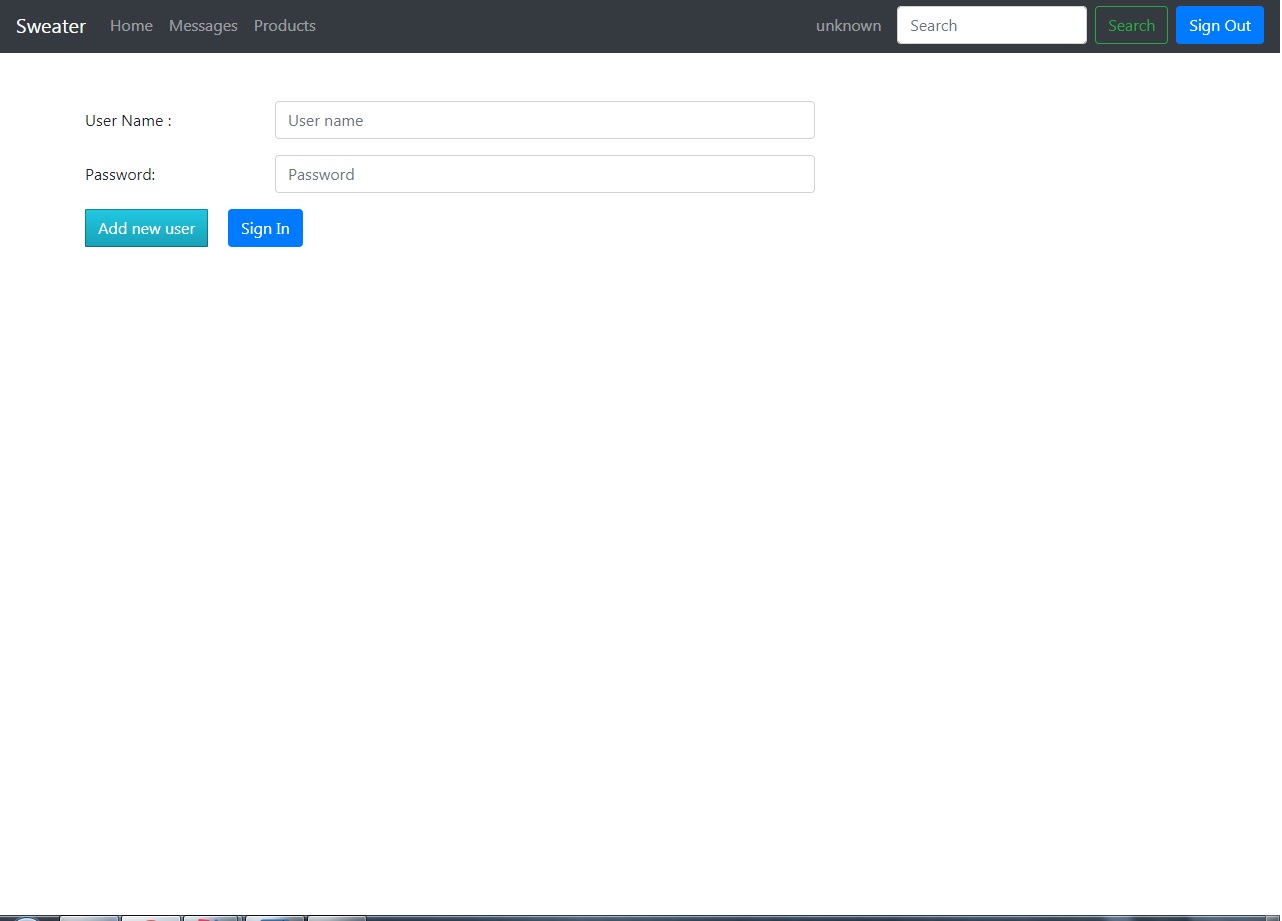 Sweater Home Messages Products unknown Search Search Sign Out
User Name : User name
Password: Password
Add new user Sign In